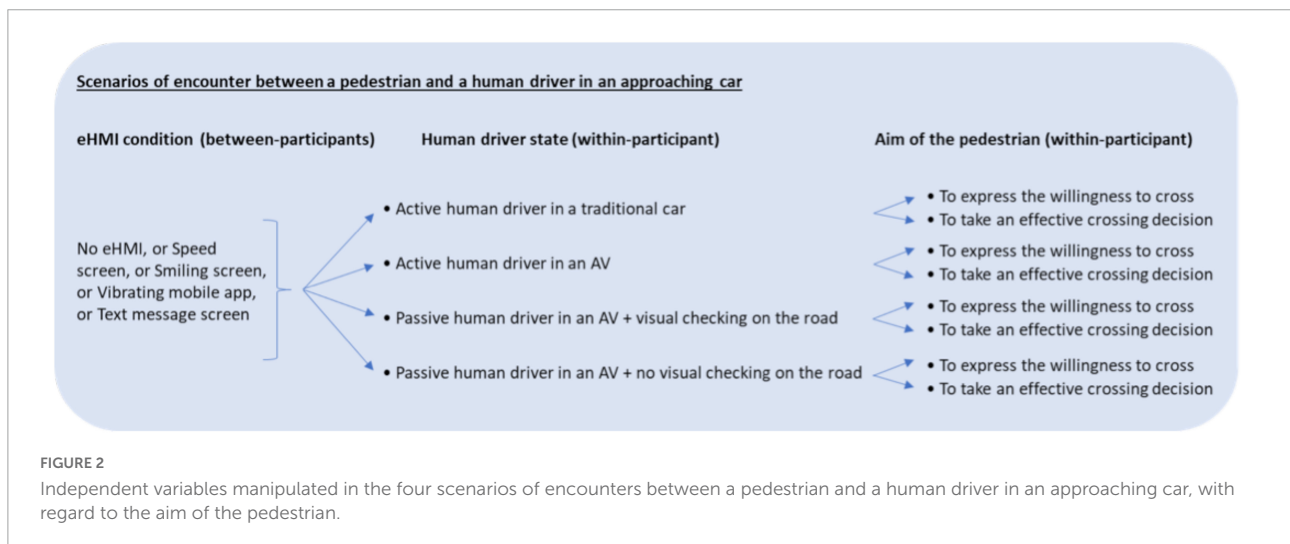 Scenarios of encounter between a pedestrian and a human driver in an approaching car
eHMI condition (between-participants)
Human driver state (within-participant)
Aim of the pedestrian (within-participant)
No eHMI, or Speed
screen, or Smiling screen,
or Vibrating mobile app,
or Text message screen
• Active human driver in a traditional car
• To express the willingness to cross
• To take an effective crossing decision
• Active human driver in an AV
• To express the willingness to cross
• To take an effective crossing decision
• Passive human driver in an AV + visual checking on the road
• To express the willingness to cross
• To take an effective crossing decision
• Passive human driver in an AV + no visual checking on the road
• To express the willingness to cross
• To take an effective crossing decision
FIGURE 2
Independent variables manipulated in the four scenarios of encounters between a pedestrian and a human driver in an approaching car, with
regard to the aim of the pedestrian.